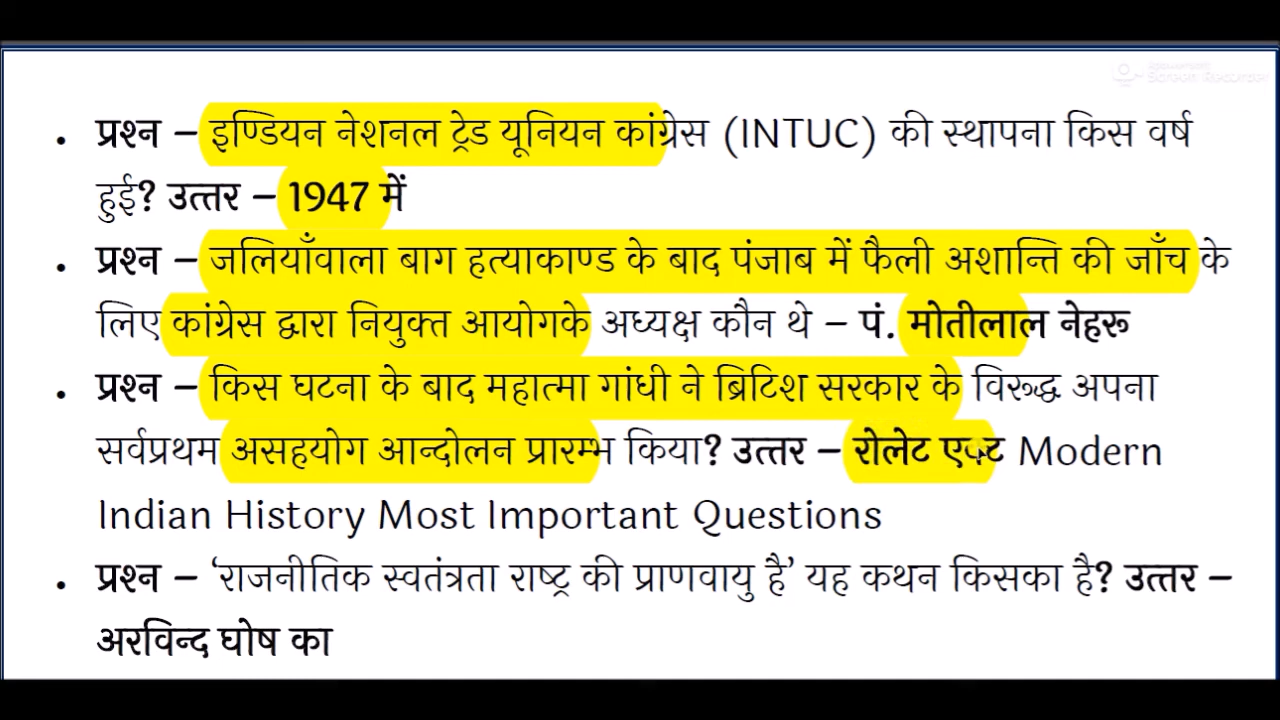 Screen Recorder
• प्रश्न – इण्डियन नेशनल ट्रेड यूनियन कांग्रेस (INTUC) की स्थापना किस वर्ष
हुई? उत्तर – 1947 में
• प्रश्न – जलियाँवाला बाग हत्याकाण्ड के बाद पंजाब में फैली अशान्ति की जाँच के
लिए कांग्रेस द्वारा नियुक्त आयोगके अध्यक्ष कौन थे – पं. मोतीलाल नेहरू
• प्रश्न – किस घटना के बाद महात्मा गांधी ने ब्रिटिश सरकार के विरूद्ध अपना
सर्वप्रथम असहयोग आन्दोलन प्रारम्भ किया? उत्तर – रोलेट एक्ट Modern
Indian History Most Important Questions
• प्रश्न – ‘राजनीतिक स्वतंत्रता राष्ट्र की प्राणवायु है’ यह कथन किसका है? उत्तर –
अरविन्द घोष का